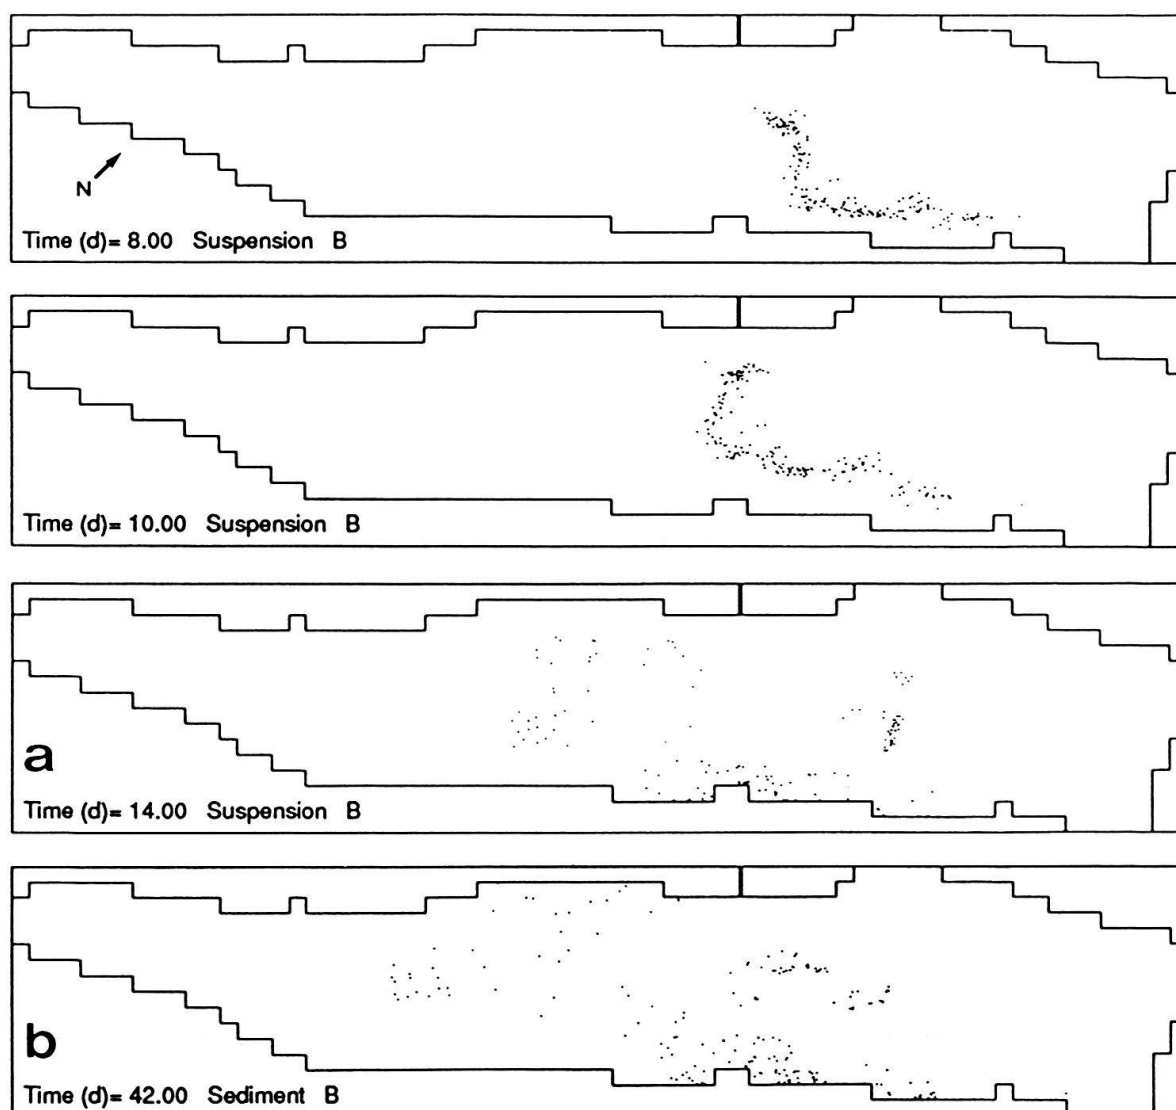 N
Time (d)= 8.00 Suspension B
Time (d)= 10.00 Suspension B
a
Time (d)= 14.00 Suspension B
b
Time (d)= 42.00 Sediment B